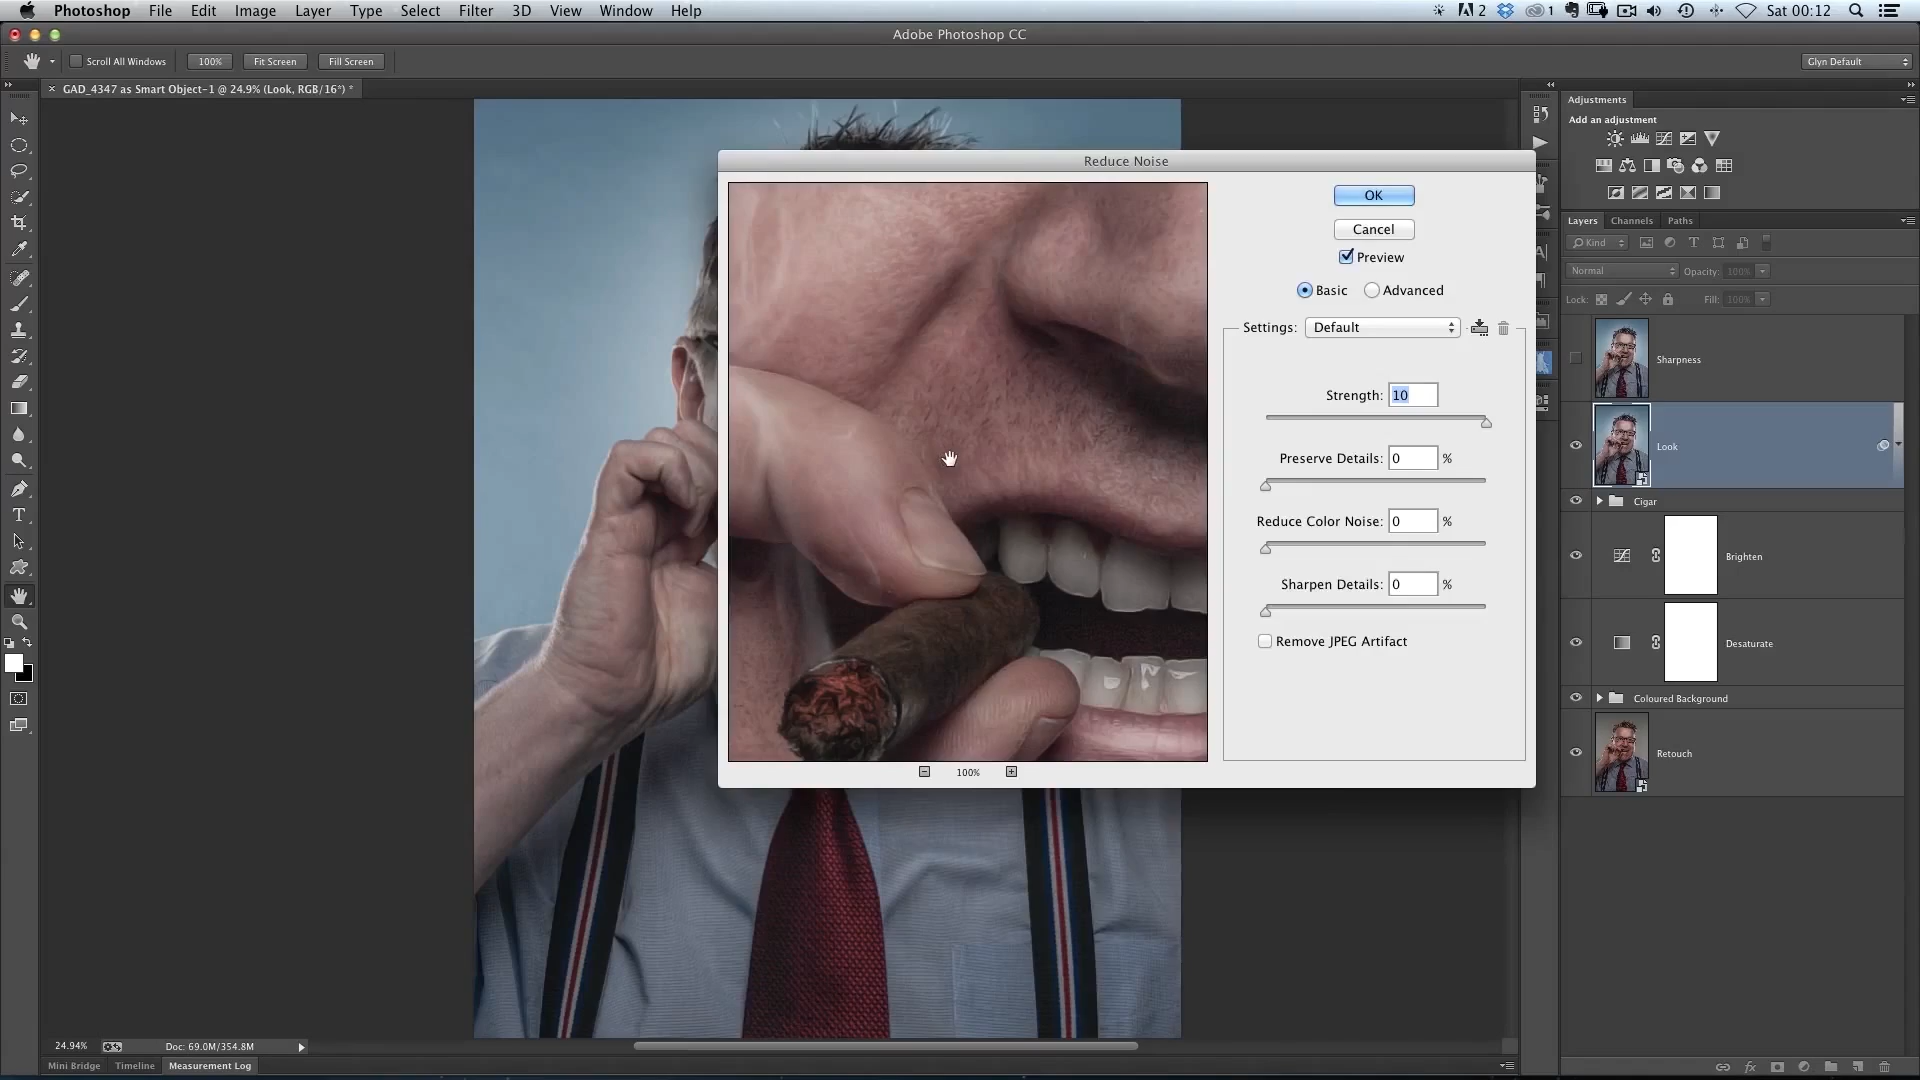 Photoshop File Edit Image Layer Type Select Filter 3D View Window Help 2 1 Sat 00:12
Adobe Photoshop CC
Scroll All Windows 100% Fit Screen Fill Screen Glyn Default
× GAD_4347 as Smart Object-1 @ 24.9% (Look, RGB/16*) *
Adjustments
Add an adjustment
Reduce Noise
OK
Cancel
Preview
Basic Advanced
Settings: Default
Strength: 10
Preserve Details: 0 %
Reduce Color Noise: 0 %
Sharpen Details: 0 %
Remove JPEG Artifact
100%
Layers Channels Paths
Kind
Normal Opacity: 100%
Lock: Fill: 100%
Sharpness
Look
Cigar
Brighten
Desaturate
Coloured Background
Retouch
24.94% Doc: 69.0M/354.8M
Mini Bridge Timeline Measurement Log